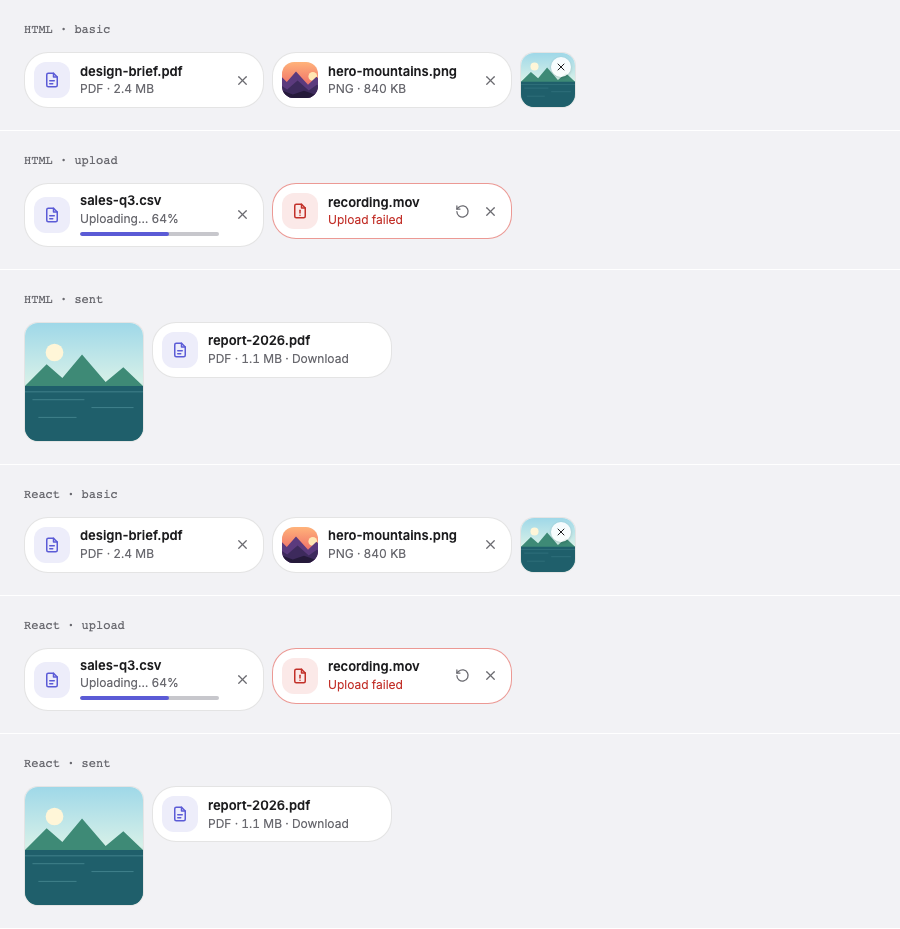 HTML · basic
design-brief.pdf
PDF · 2.4 MB
hero-mountains.png
PNG · 840 KB
HTML · upload
sales-q3.csv
Uploading... 64%
recording.mov
Upload failed
HTML · sent
report-2026.pdf
PDF · 1.1 MB · Download
React · basic
design-brief.pdf
PDF · 2.4 MB
hero-mountains.png
PNG · 840 KB
React · upload
sales-q3.csv
Uploading... 64%
recording.mov
Upload failed
React · sent
report-2026.pdf
PDF · 1.1 MB · Download